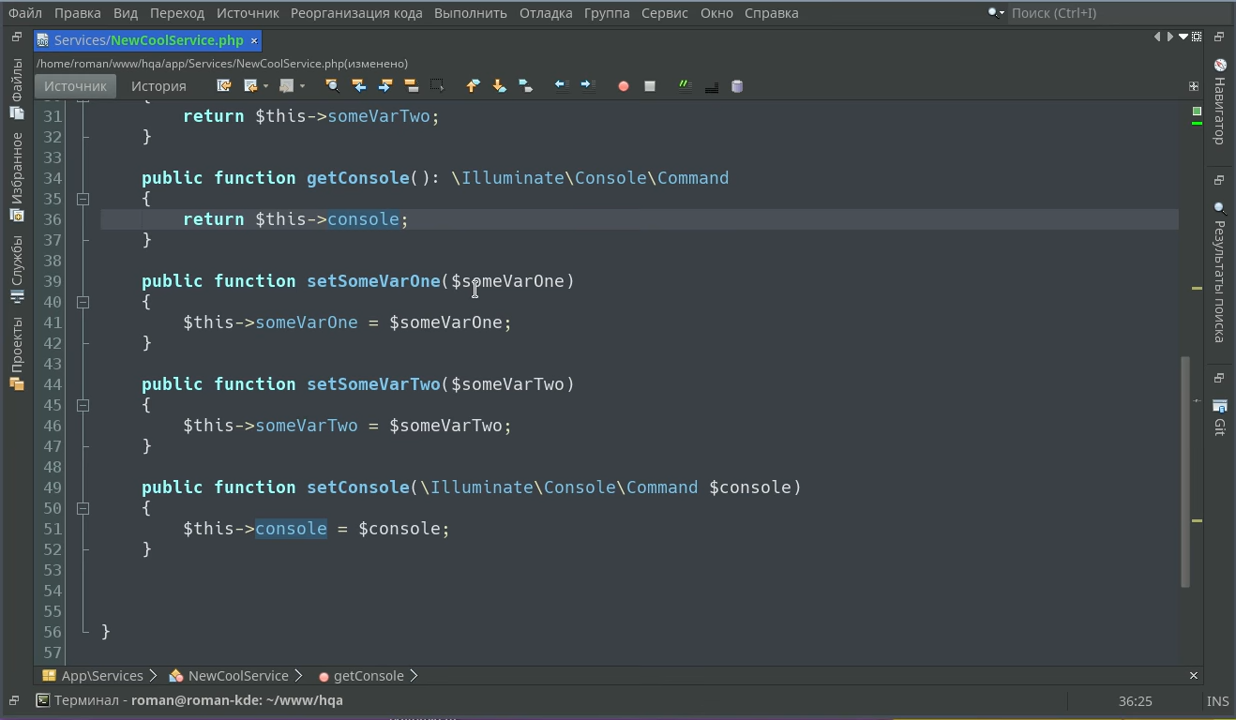 Файл Правка Вид Переход Источник Реорганизация кода Выполнить Отладка Группа Сервис Окно Справка Поиск (Ctrl+I)
Services/NewCoolService.php ×
/home/roman/www/hqa/app/Services/NewCoolService.php(изменено)
Источник История
31 return $this->someVarTwo;
32 }
33
34 public function getConsole(): \Illuminate\Console\Command
35 {
36 return $this->console;
37 }
38
39 public function setSomeVarOne($someVarOne)
40 {
41 $this->someVarOne = $someVarOne;
42 }
43
44 public function setSomeVarTwo($someVarTwo)
45 {
46 $this->someVarTwo = $someVarTwo;
47 }
48
49 public function setConsole(\Illuminate\Console\Command $console)
50 {
51 $this->console = $console;
52 }
53
54
55
56 }
57
Файлы
Избранное
Службы
Проекты
Навигатор
Результаты поиска
Git
App\Services NewCoolService getConsole
Терминал - roman@roman-kde: ~/www/hqa 36:25 INS